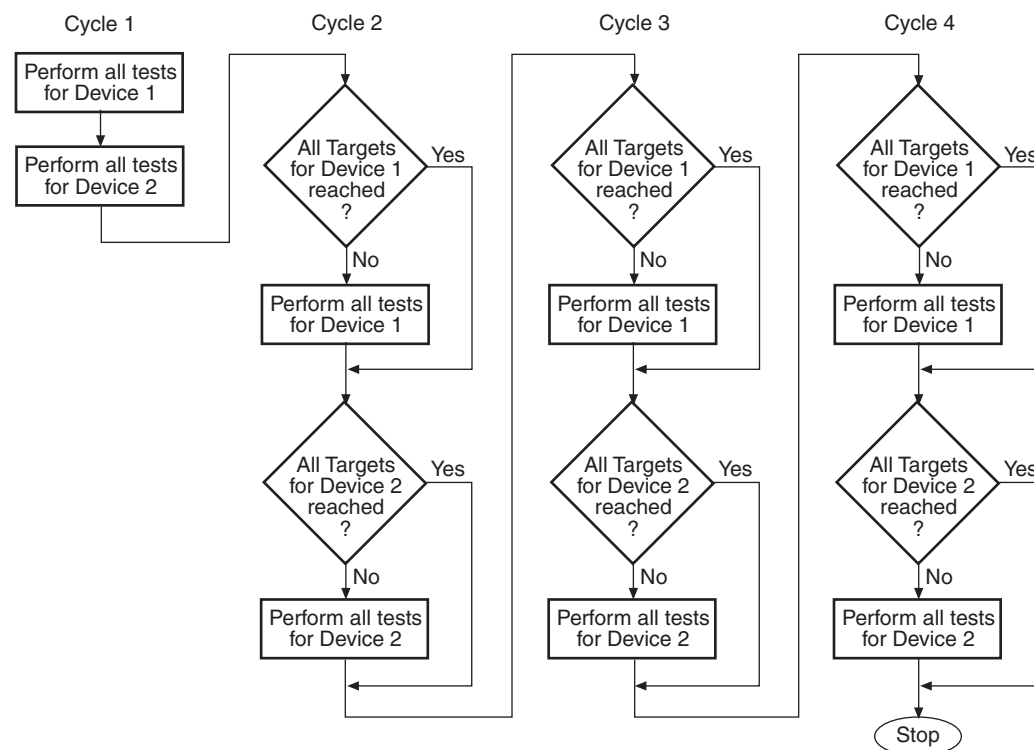 Cycle 1
Perform all tests
for Device 1
Perform all tests
for Device 2
Cycle 2
All Targets
for Device 1
reached
?
Yes
No
Perform all tests
for Device 1
All Targets
for Device 2
reached
?
Yes
No
Perform all tests
for Device 2
Cycle 3
All Targets
for Device 1
reached
?
Yes
No
Perform all tests
for Device 1
All Targets
for Device 2
reached
?
Yes
No
Perform all tests
for Device 2
Cycle 4
All Targets
for Device 1
reached
?
Yes
No
Perform all tests
for Device 1
All Targets
for Device 2
reached
?
Yes
No
Perform all tests
for Device 2
Stop